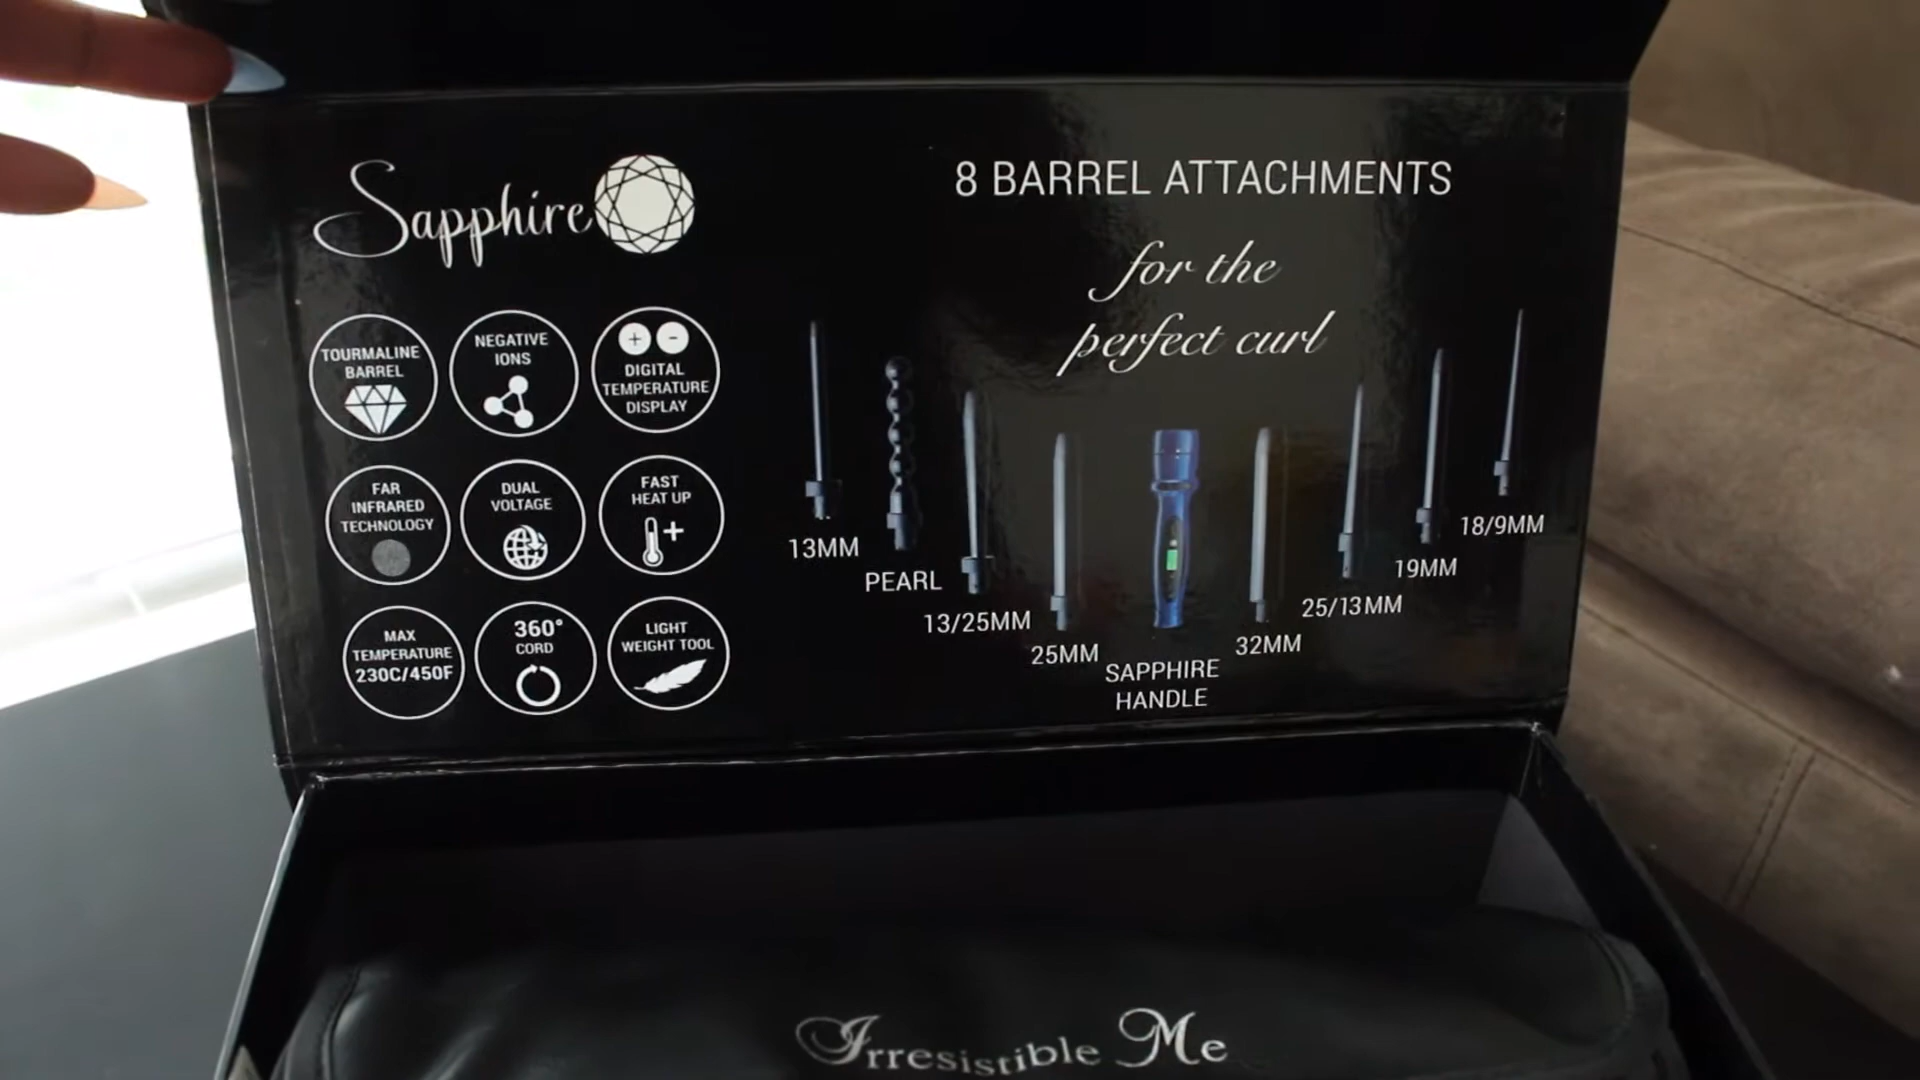 Sapphire
TOURMALINE
BARREL
NEGATIVE
IONS
+ -
DIGITAL
TEMPERATURE
DISPLAY
FAR
INFRARED
TECHNOLOGY
DUAL
VOLTAGE
FAST
HEAT UP
+
MAX
TEMPERATURE
230C/450F
360°
CORD
LIGHT
WEIGHT TOOL
8 BARREL ATTACHMENTS
for the
perfect curl
13MM
PEARL
13/25MM
25MM
SAPPHIRE
HANDLE
32MM
25/13MM
19MM
18/9MM
Irresistible Me